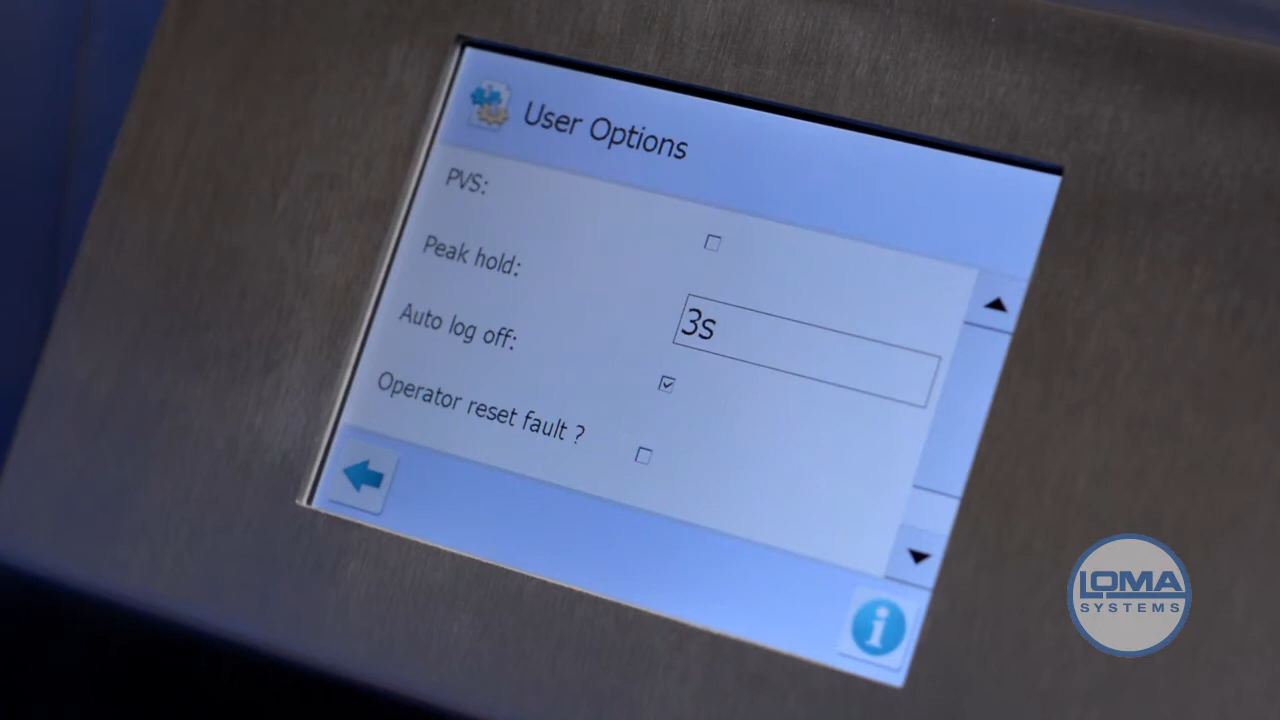 User Options
PVS:
Peak hold:
3s
Auto log off:
Operator reset fault ?
i
LOMA
SYSTEMS